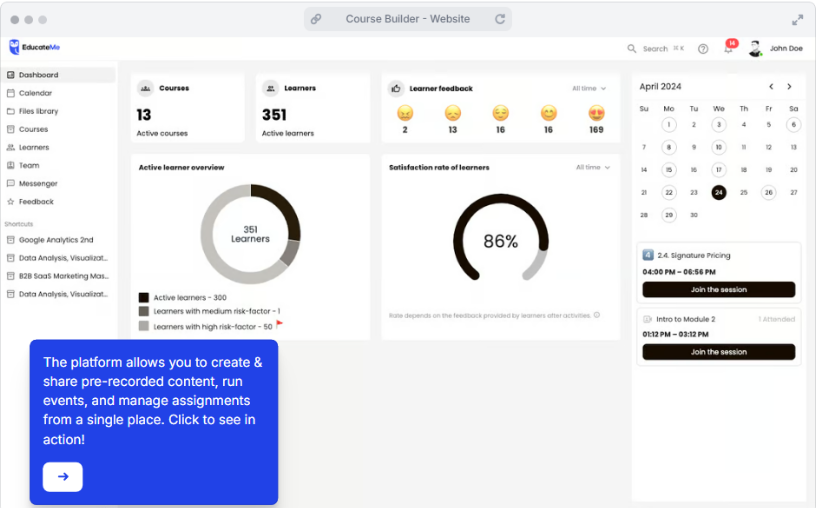 Course Builder - Website
EducateMe
Search ⌘ K
14
John Doe
Dashboard
Calendar
Files library
Courses
Learners
Team
Messenger
Feedback
Shortcuts
Google Analytics 2nd
Data Analysis, Visualizat...
B2B SaaS Marketing Mas...
Data Analysis, Visualizat...
Courses
13
Active courses
Learners
351
Active learners
Learner feedback
All time
2 13 16 16 169
Active learner overview
351
Learners
Active learners - 300
Learners with medium risk-factor - 1
Learners with high risk-factor - 50
Satisfaction rate of learners
All time
86%
Rate depends on the feedback provided by learners after activities.
April 2024
Su Mo Tu We Th Fr Sa
1 2 3 4 5 6
7 8 9 10 11 12 13
14 15 16 17 18 19 20
21 22 23 24 25 26 27
28 29 30
4 2.4. Signature Pricing
04:00 PM – 06:56 PM
Join the session
Intro to Module 2 1 Attended
01:12 PM – 03:12 PM
Join the session
The platform allows you to create &
share pre-recorded content, run
events, and manage assignments
from a single place. Click to see in
action!